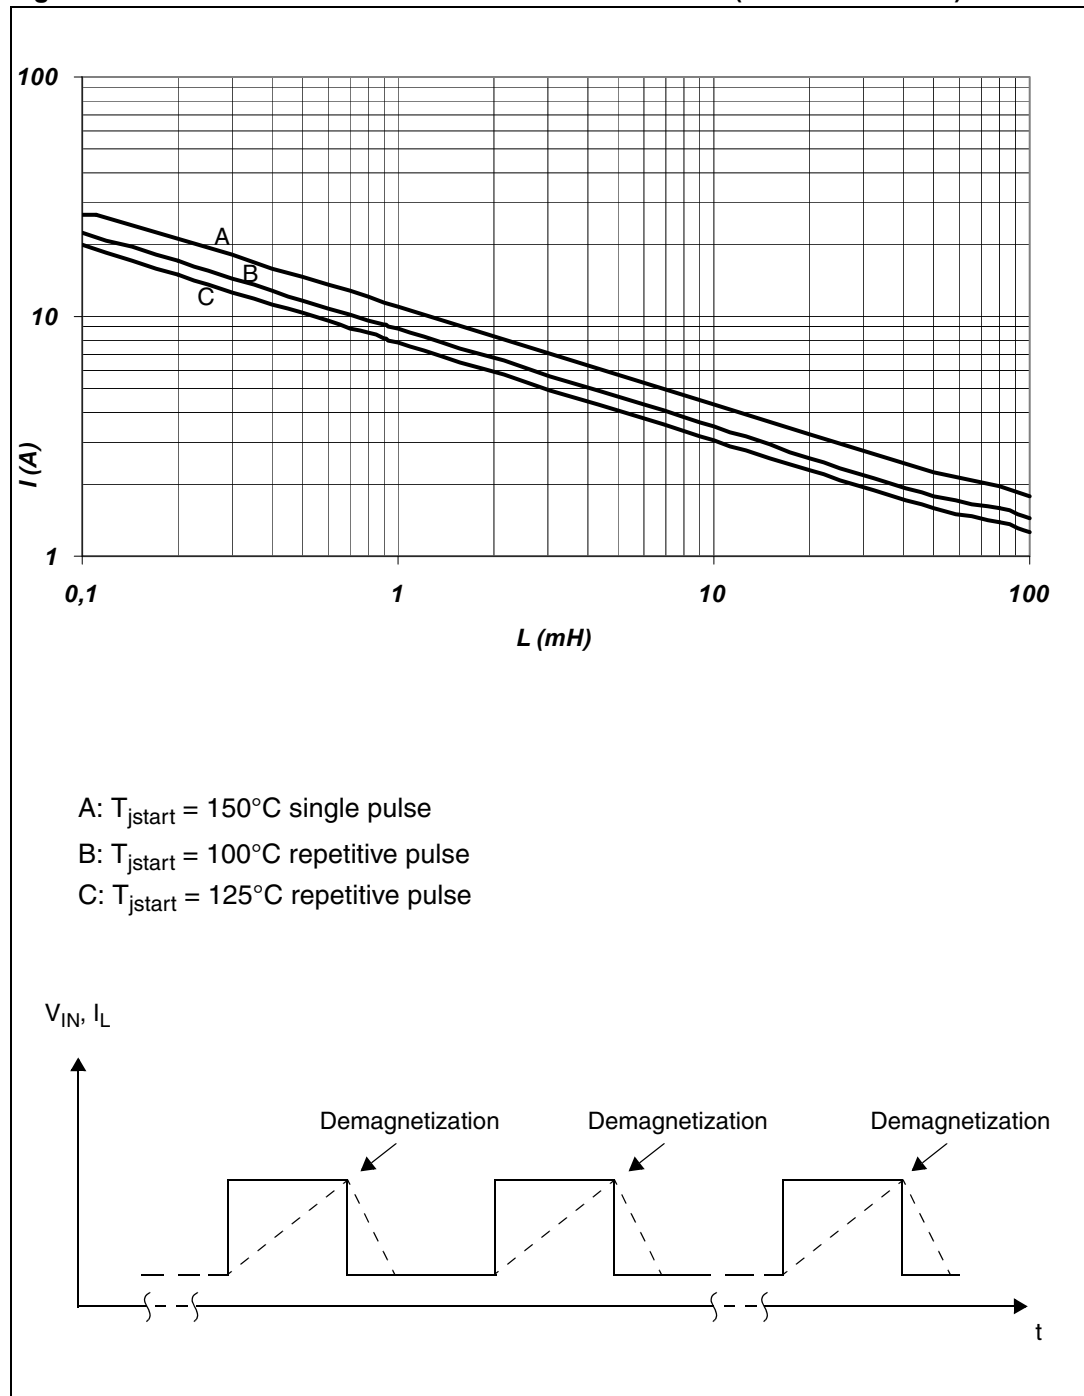 100
A
B
C
10
I (A)
1
0,1
1
10
100
L (mH)
A: Tjstart = 150°C single pulse
B: Tjstart = 100°C repetitive pulse
C: Tjstart = 125°C repetitive pulse
VIN, IL
Demagnetization
Demagnetization
Demagnetization
t